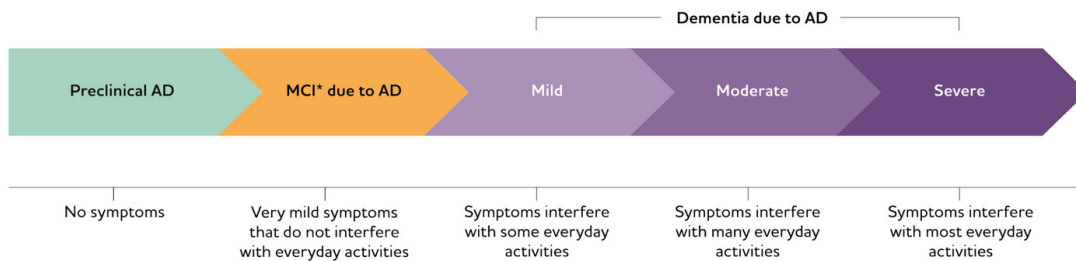 Dementia due to AD
Preclinical AD
MCI* due to AD
Mild
Moderate
Severe
No symptoms
Very mild symptoms
that do not interfere
with everyday activities
Symptoms interfere
with some everyday
activities
Symptoms interfere
with many everyday
activities
Symptoms interfere
with most everyday
activities